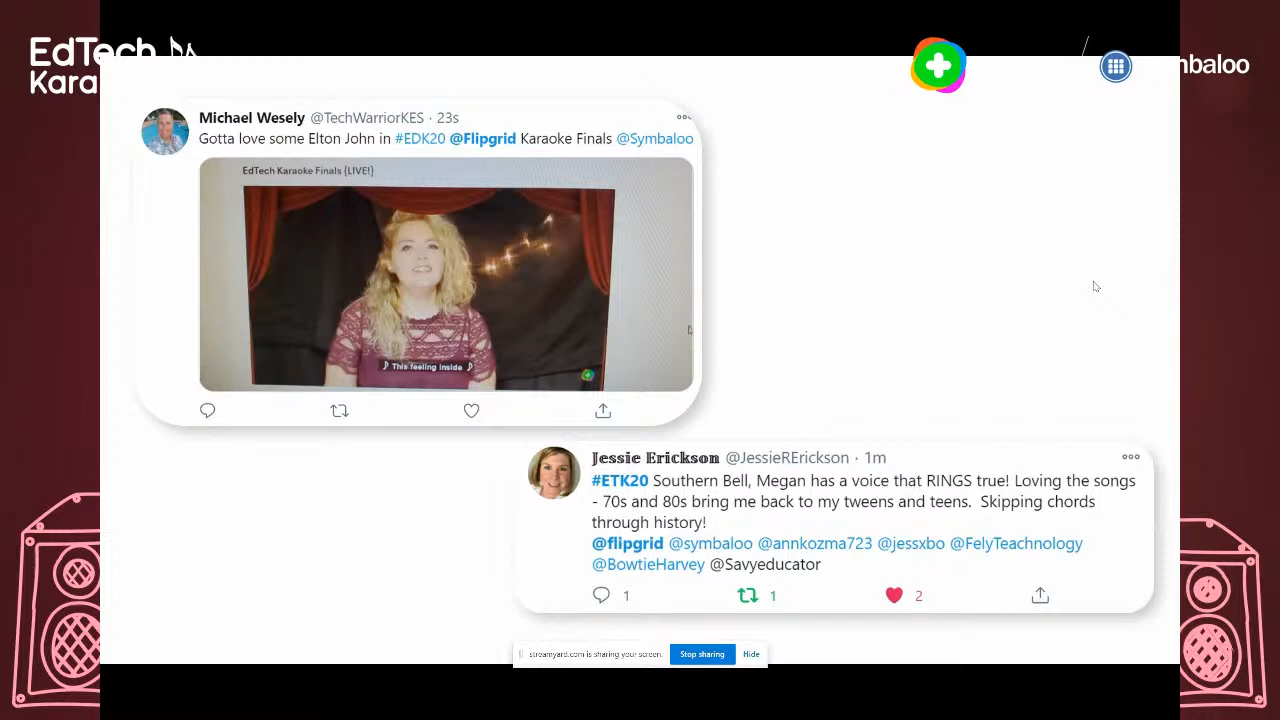 EdTech
Kara
nbaloo
Michael Wesely @TechWarriorKES · 23s
Gotta love some Elton John in #EDK20 @Flipgrid Karaoke Finals @Symbaloo
EdTech Karaoke Finals (LIVE!)
♪ This feeling inside ♪
Jessie Erickson @JessieRErickson · 1m
#ETK20 Southern Bell, Megan has a voice that RINGS true! Loving the songs
- 70s and 80s bring me back to my tweens and teens. Skipping chords
through history!
@flipgrid @symbaloo @annkozma723 @jessxbo @FelyTeachnology
@BowtieHarvey @Savyeducator
1 1 2
streamyard.com is sharing your screen. Stop sharing Hide